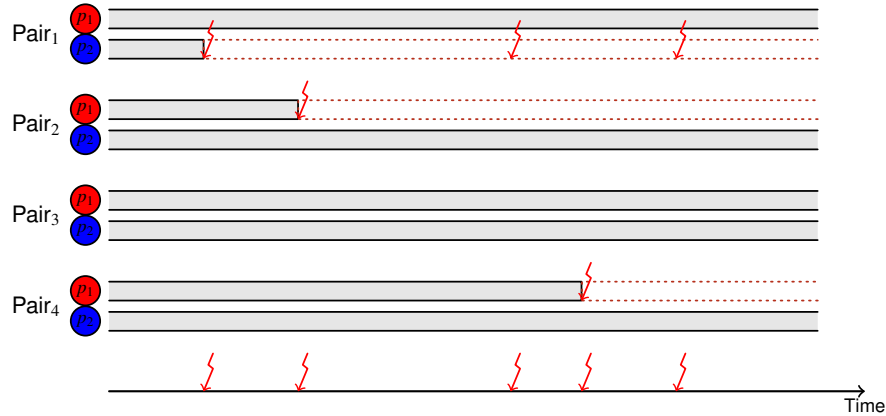 Pair₁ p₁
p₂
Pair₂ p₁
p₂
Pair₃ p₁
p₂
Pair₄ p₁
p₂
Time